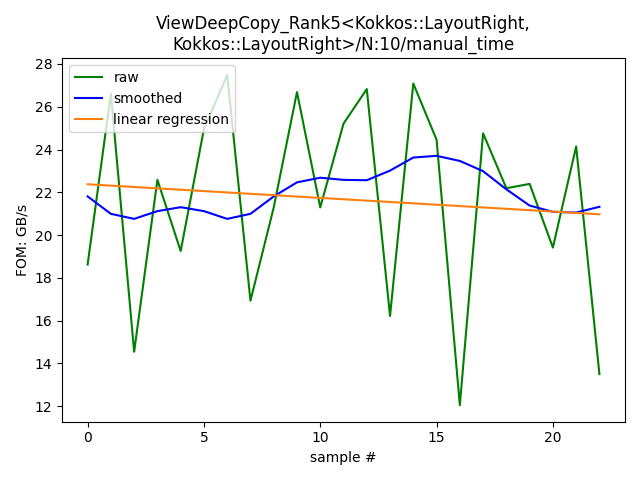 ViewDeepCopy_Rank5<Kokkos::LayoutRight,
Kokkos::LayoutRight>/N:10/manual_time
raw
smoothed
linear regression
FOM: GB/s
28
26
24
22
20
18
16
14
12
0
5
10
15
20
sample #